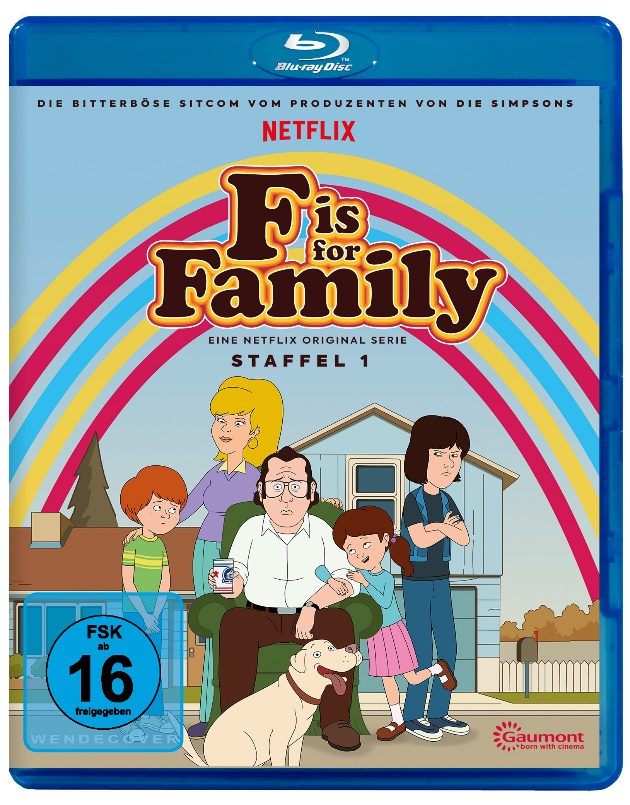 Blu-ray Disc™
DIE BITTERBÖSE SITCOM VOM PRODUZENTEN VON DIE SIMPSONS
NETFLIX
F is
for
Family
EINE NETFLIX ORIGINAL SERIE
STAFFEL 1
FSK
ab
16
freigegeben
WENDECOVER
Gaumont
born with cinema